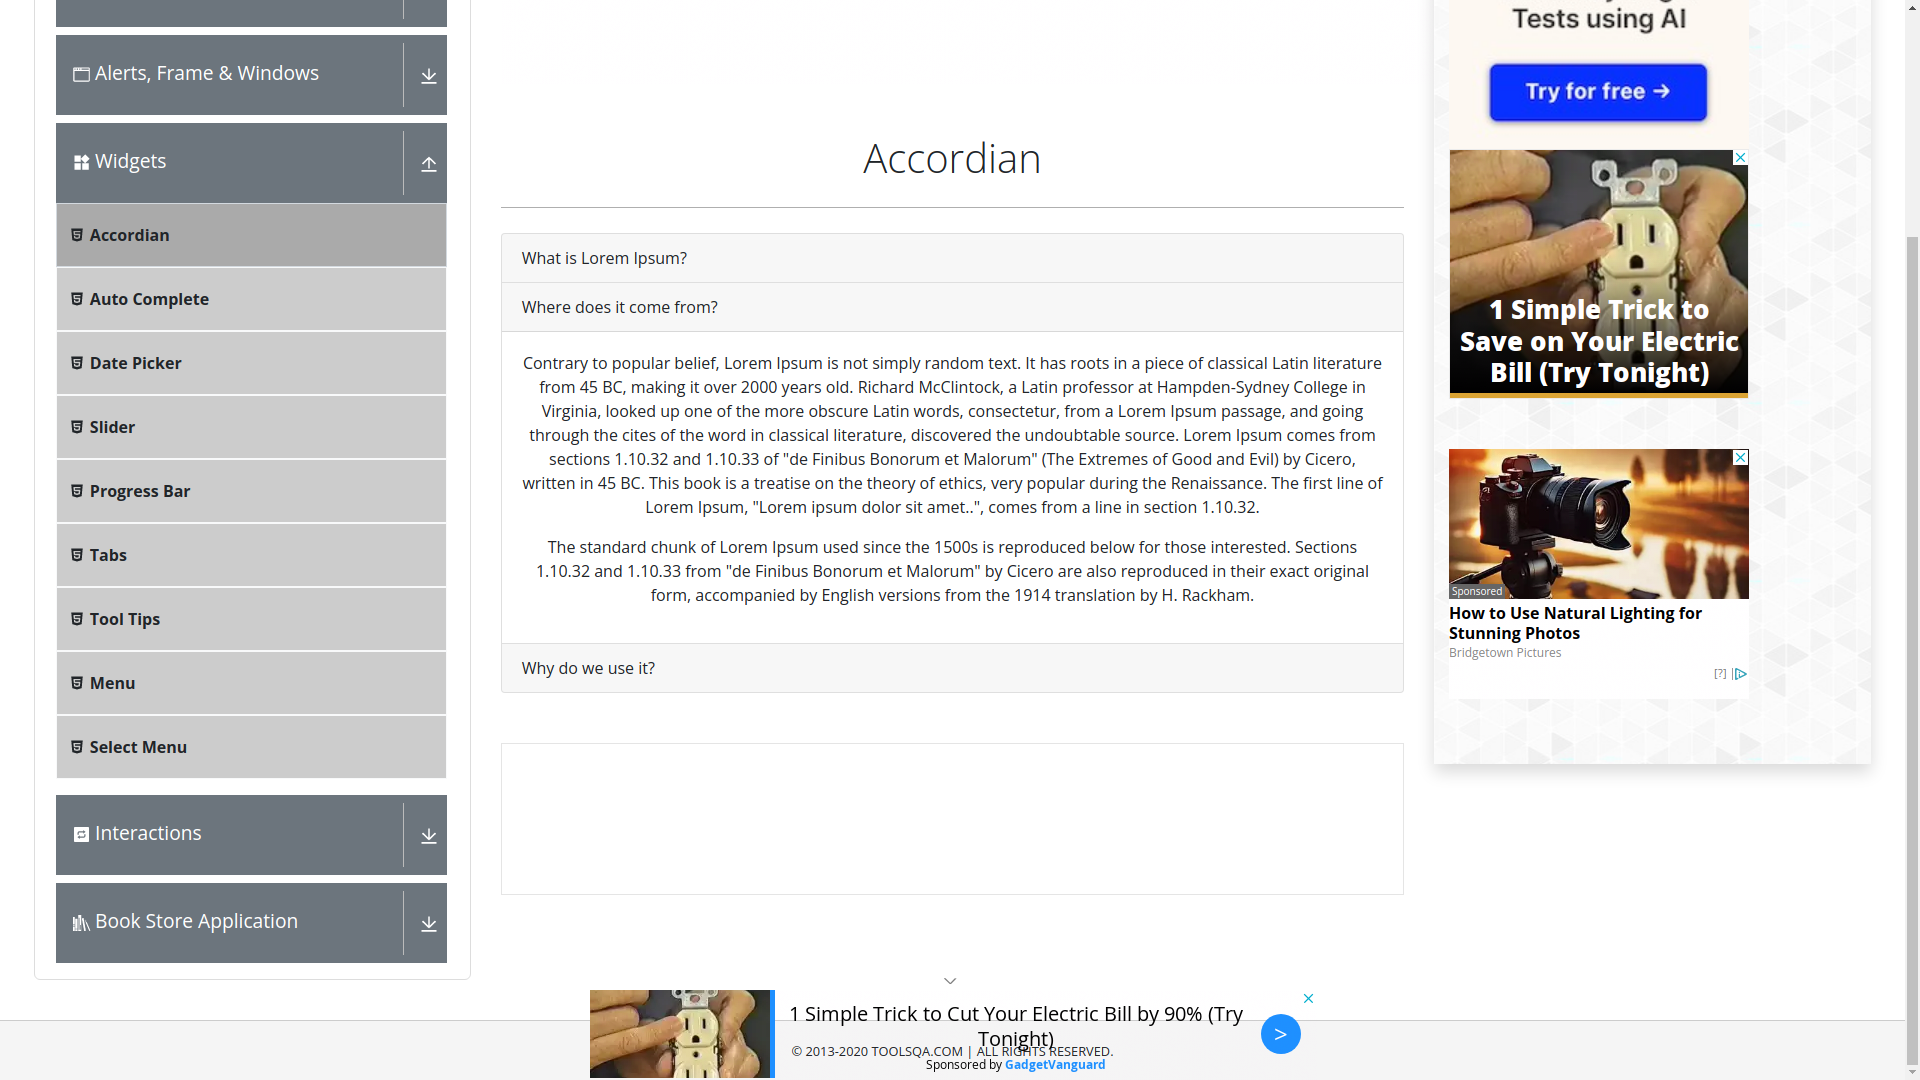 Alerts, Frame & Windows
Widgets
Accordian
Auto Complete
Date Picker
Slider
Progress Bar
Tabs
Tool Tips
Menu
Select Menu
Interactions
Book Store Application
Accordian
What is Lorem Ipsum?
Where does it come from?
Contrary to popular belief, Lorem Ipsum is not simply random text. It has roots in a piece of classical Latin literature
from 45 BC, making it over 2000 years old. Richard McClintock, a Latin professor at Hampden-Sydney College in
Virginia, looked up one of the more obscure Latin words, consectetur, from a Lorem Ipsum passage, and going
through the cites of the word in classical literature, discovered the undoubtable source. Lorem Ipsum comes from
sections 1.10.32 and 1.10.33 of "de Finibus Bonorum et Malorum" (The Extremes of Good and Evil) by Cicero,
written in 45 BC. This book is a treatise on the theory of ethics, very popular during the Renaissance. The first line of
Lorem Ipsum, "Lorem ipsum dolor sit amet..", comes from a line in section 1.10.32.
The standard chunk of Lorem Ipsum used since the 1500s is reproduced below for those interested. Sections
1.10.32 and 1.10.33 from "de Finibus Bonorum et Malorum" by Cicero are also reproduced in their exact original
form, accompanied by English versions from the 1914 translation by H. Rackham.
Why do we use it?
Tests using AI
Try for free →
1 Simple Trick to
Save on Your Electric
Bill (Try Tonight)
Sponsored
How to Use Natural Lighting for
Stunning Photos
Bridgetown Pictures
[?]
1 Simple Trick to Cut Your Electric Bill by 90% (Try
Tonight)
>
© 2013-2020 TOOLSQA.COM | ALL RIGHTS RESERVED.
Sponsored by GadgetVanguard